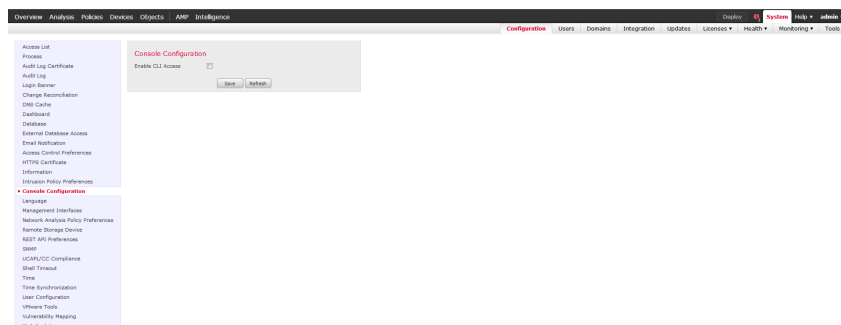 Overview Analysis Policies Devices Objects AMP Intelligence Deploy System Help admin
Configuration Users Domains Integration Updates Licenses Health Monitoring Tools
Access List
Process
Audit Log Certificate
Audit Log
Login Banner
Change Reconciliation
DNS Cache
Dashboard
Database
External Database Access
Email Notification
Access Control Preferences
HTTPS Certificate
Information
Intrusion Policy Preferences
Console Configuration
Language
Management Interfaces
Network Analysis Policy Preferences
Remote Storage Device
REST API Preferences
SNMP
UCAPL/CC Compliance
Shell Timeout
Time
Time Synchronization
User Configuration
VMware Tools
Vulnerability Mapping
Console Configuration
Enable CLI Access
Save Refresh